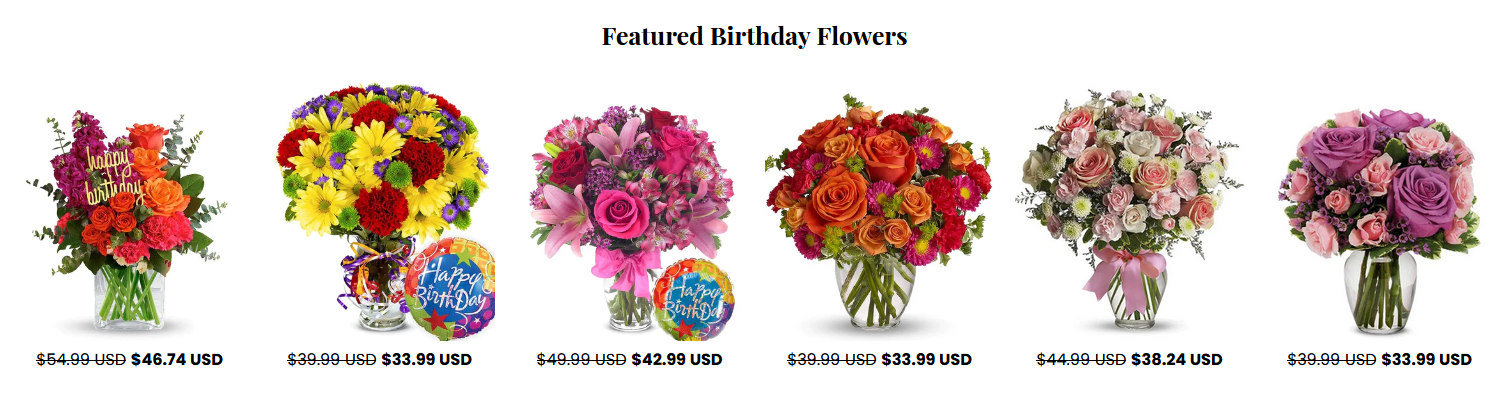 Featured Birthday Flowers
happy
birthday
Happy
BirthDay
Happy
BirthDay
$54.99 USD $46.74 USD
$39.99 USD $33.99 USD
$49.99 USD $42.99 USD
$39.99 USD $33.99 USD
$44.99 USD $38.24 USD
$39.99 USD $33.99 USD